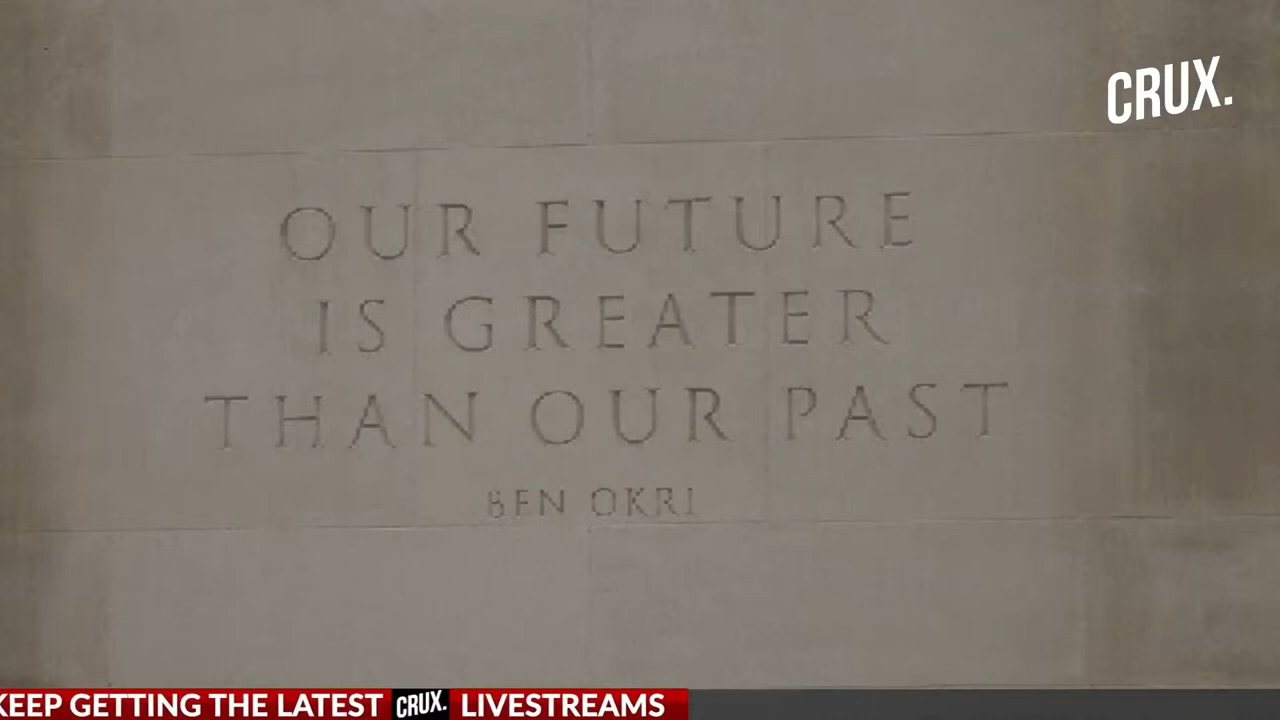 CRUX.
OUR FUTURE
IS GREATER
THAN OUR PAST
BEN OKRI
KEEP GETTING THE LATEST CRUX. LIVESTREAMS